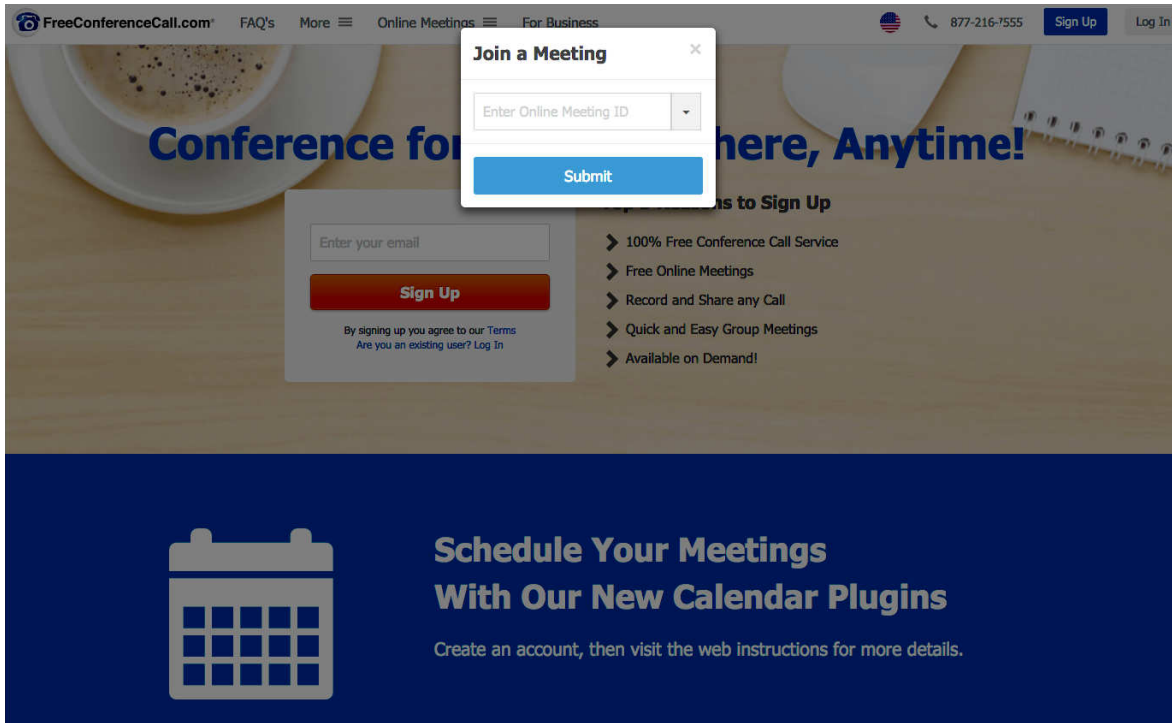 FreeConferenceCall.com® FAQ's More Online Meetings For Business 877-216-7555 Sign Up Log In
Join a Meeting ×
Enter Online Meeting ID
Submit
Conference for here, Anytime!
to Sign Up
Enter your email
Sign Up
By signing up you agree to our Terms
Are you an existing user? Log In
100% Free Conference Call Service
Free Online Meetings
Record and Share any Call
Quick and Easy Group Meetings
Available on Demand!
Schedule Your Meetings
With Our New Calendar Plugins
Create an account, then visit the web instructions for more details.